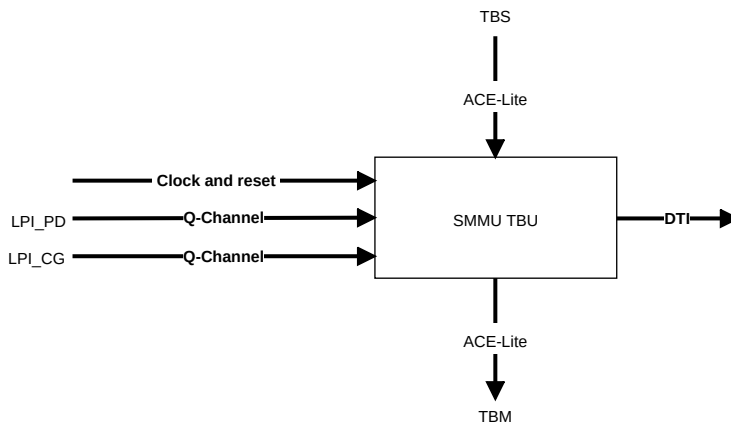 TBS
ACE-Lite
Clock and reset
LPI_PD
Q-Channel
SMMU TBU
DTI
LPI_CG
Q-Channel
ACE-Lite
TBM